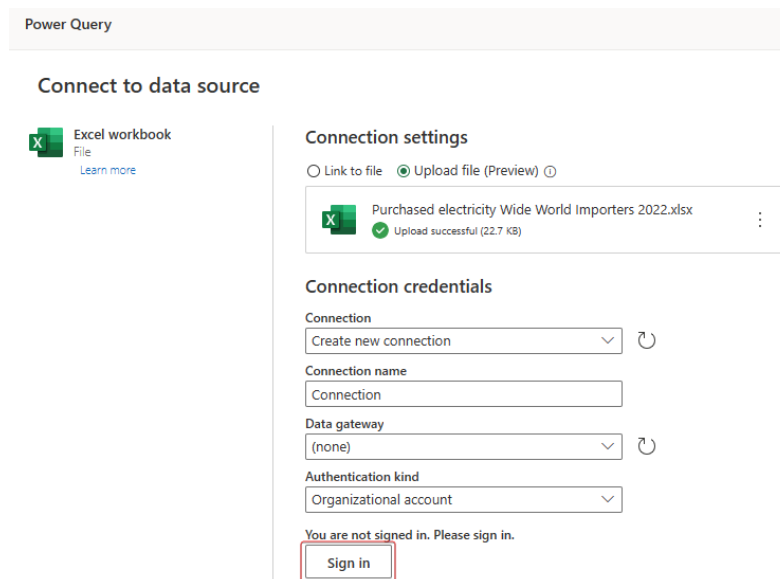 Power Query
Connect to data source
Excel workbook
File
Learn more
Connection settings
Link to file
Upload file (Preview)
Purchased electricity Wide World Importers 2022.xlsx
Upload successful (22.7 KB)
Connection credentials
Connection
Create new connection
Connection name
Connection
Data gateway
(none)
Authentication kind
Organizational account
You are not signed in. Please sign in.
Sign in